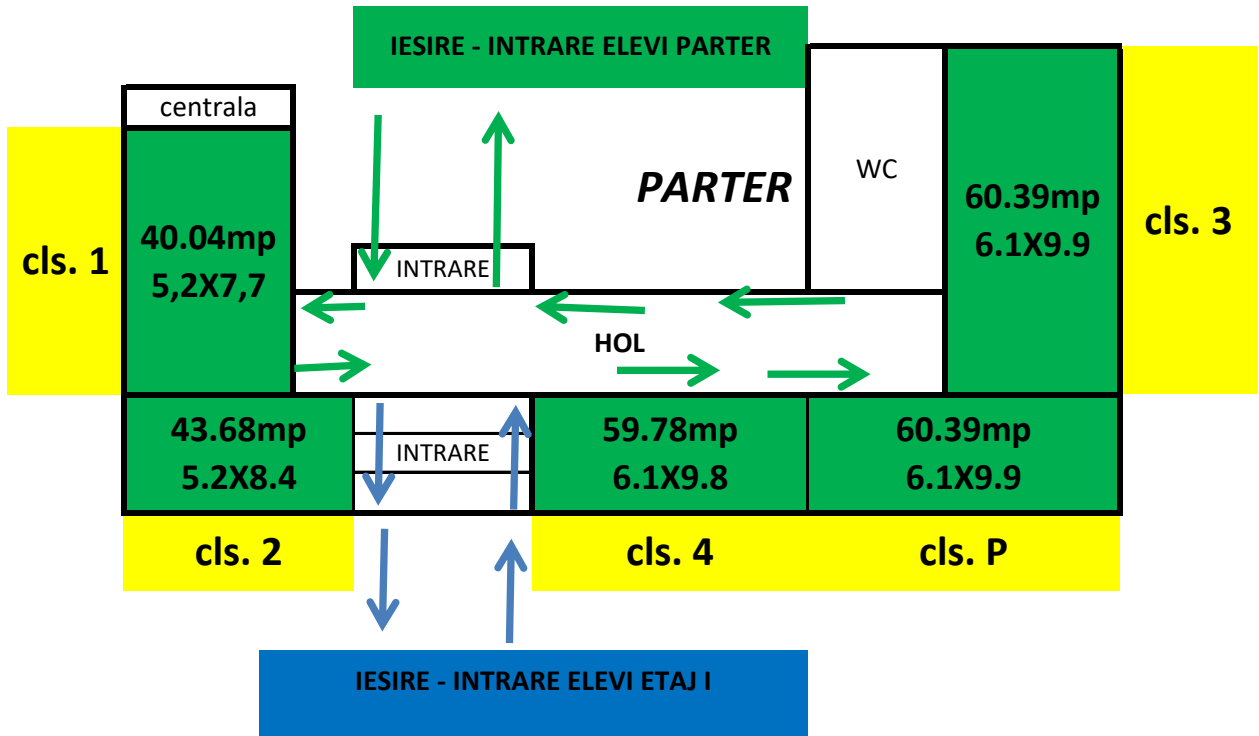 IESIRE - INTRARE ELEVI PARTER
centrala
PARTER
WC
cls. 1
40.04mp
5,2X7,7
INTRARE
60.39mp
6.1X9.9
cls. 3
HOL
43.68mp
5.2X8.4
INTRARE
59.78mp
6.1X9.8
60.39mp
6.1X9.9
cls. 2
cls. 4
cls. P
IESIRE - INTRARE ELEVI ETAJ I